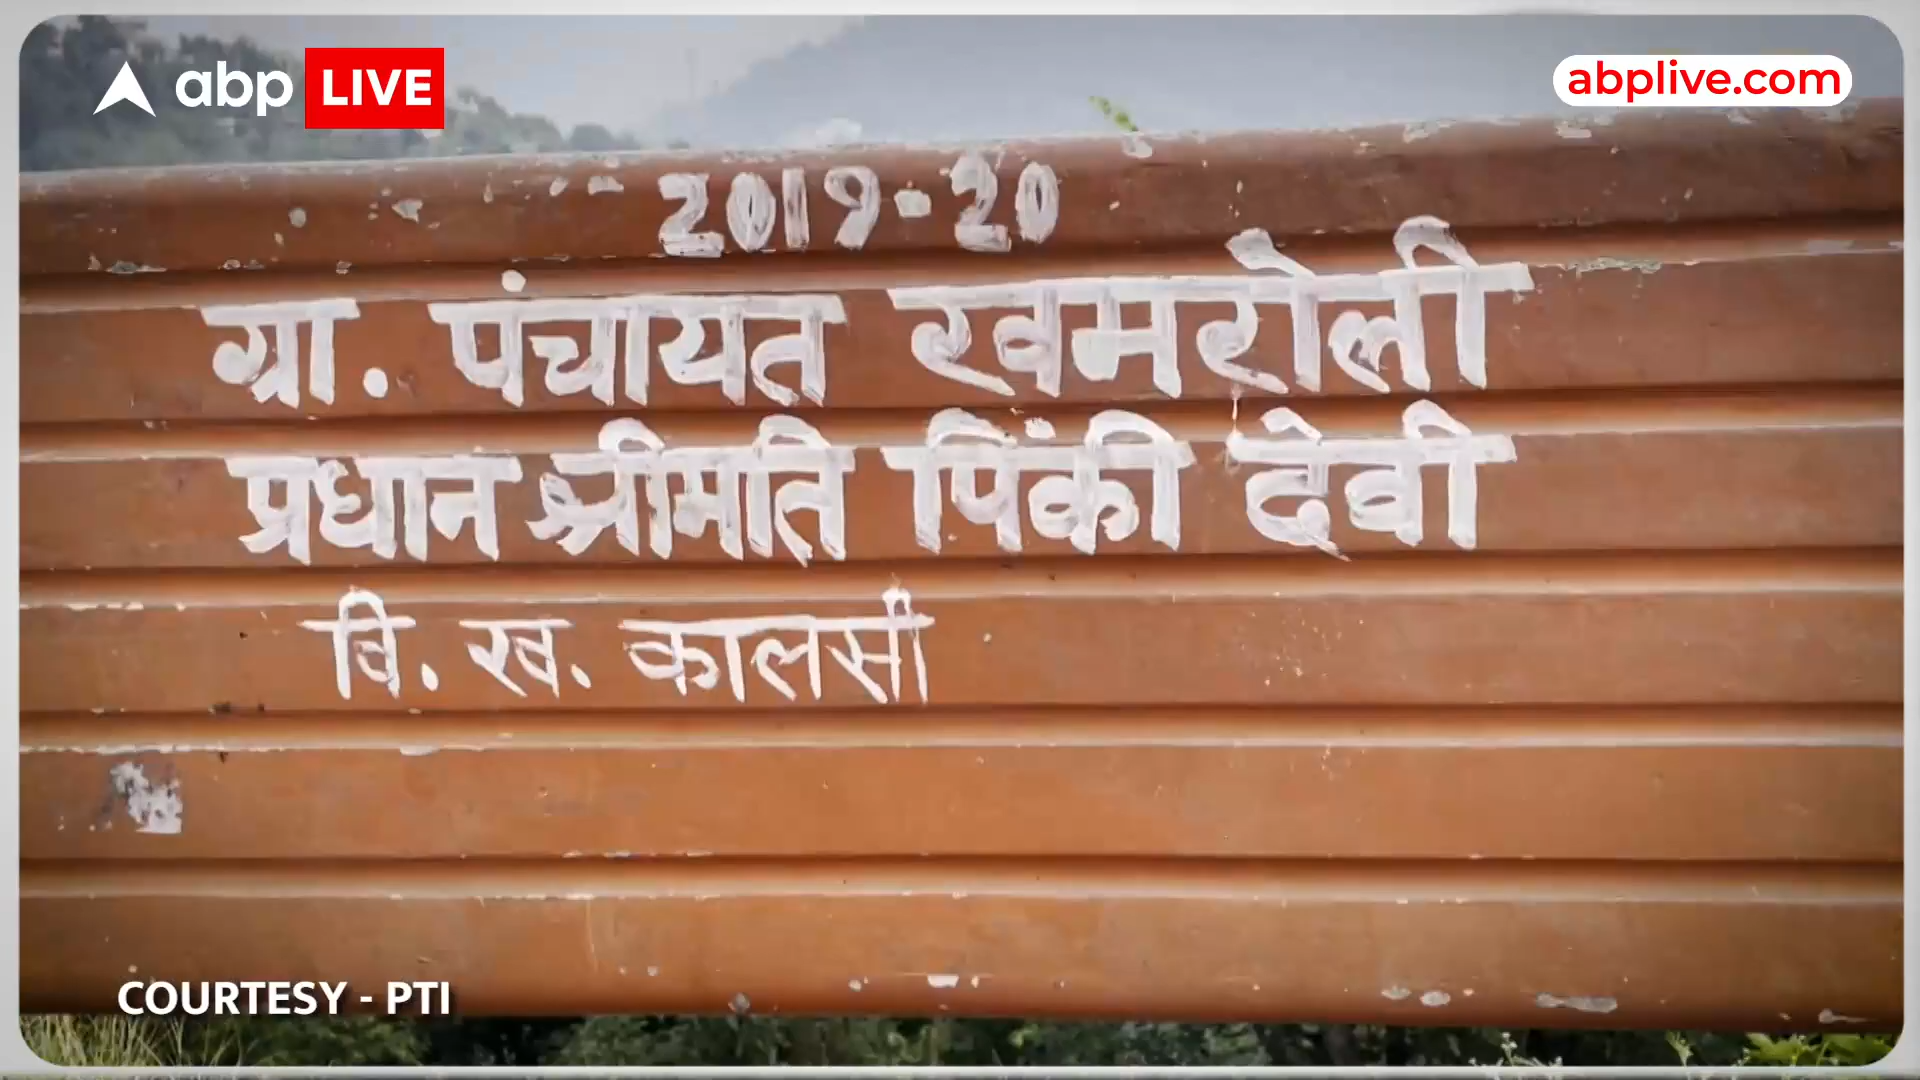 abp LIVE
abplive.com
2019-20
ग्रा. पंचायत खमरोली
प्रधान श्रीमति पिंकी देवी
वि. ख. कालसी
COURTESY - PTI